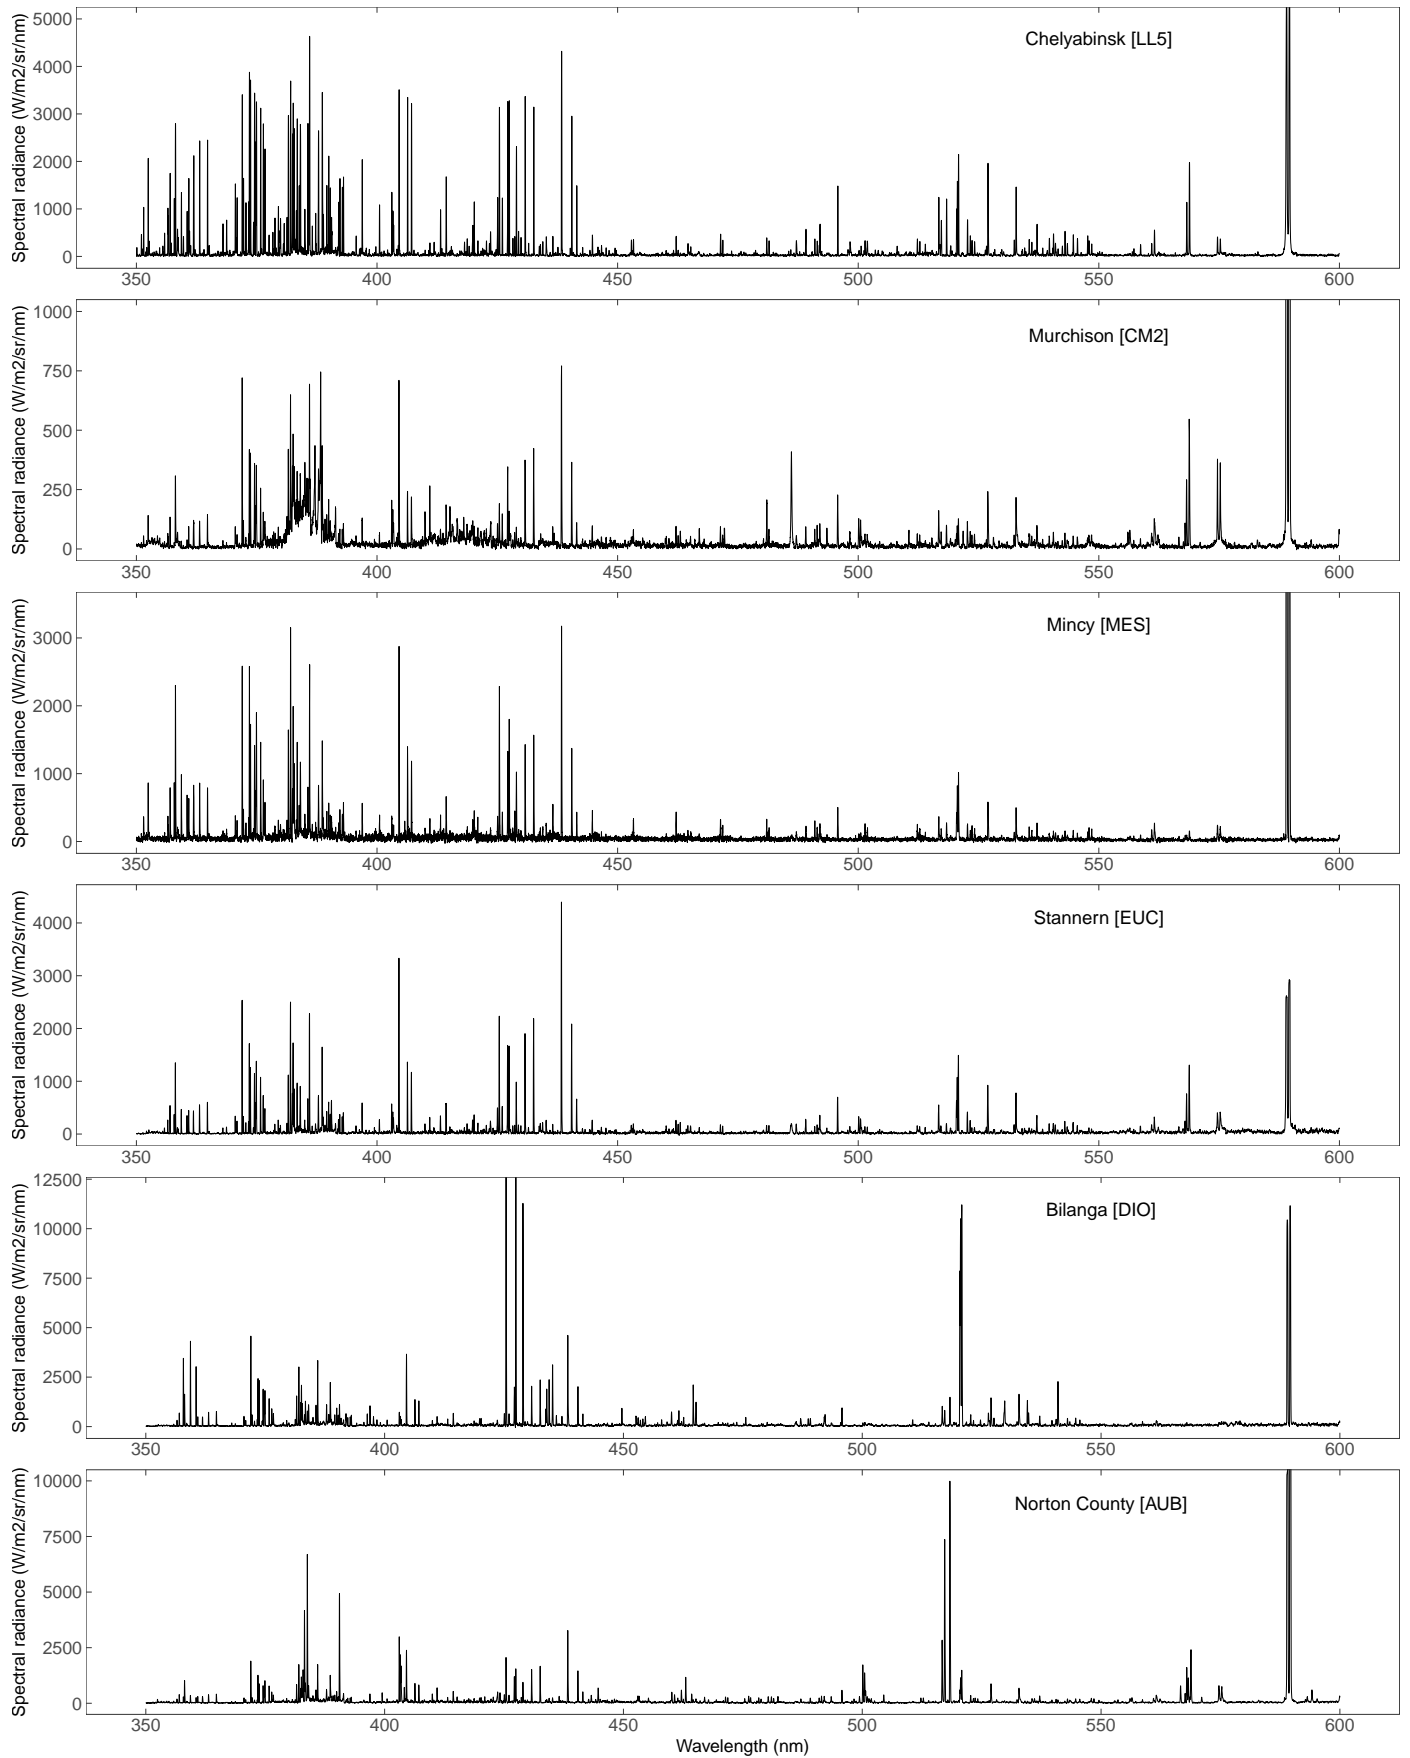 Spectral radiance (W/m2/sr/nm)
5000
4000
3000
2000
1000
0
Chelyabinsk [LL5]
350 400 450 500 550 600
Spectral radiance (W/m2/sr/nm)
1000
750
500
250
0
Murchison [CM2]
350 400 450 500 550 600
Spectral radiance (W/m2/sr/nm)
3000
2000
1000
0
Mincy [MES]
350 400 450 500 550 600
Spectral radiance (W/m2/sr/nm)
4000
3000
2000
1000
0
Stannern [EUC]
350 400 450 500 550 600
Spectral radiance (W/m2/sr/nm)
12500
10000
7500
5000
2500
0
Bilanga [DIO]
350 400 450 500 550 600
Spectral radiance (W/m2/sr/nm)
10000
7500
5000
2500
0
Norton County [AUB]
350 400 450 500 550 600
Wavelength (nm)